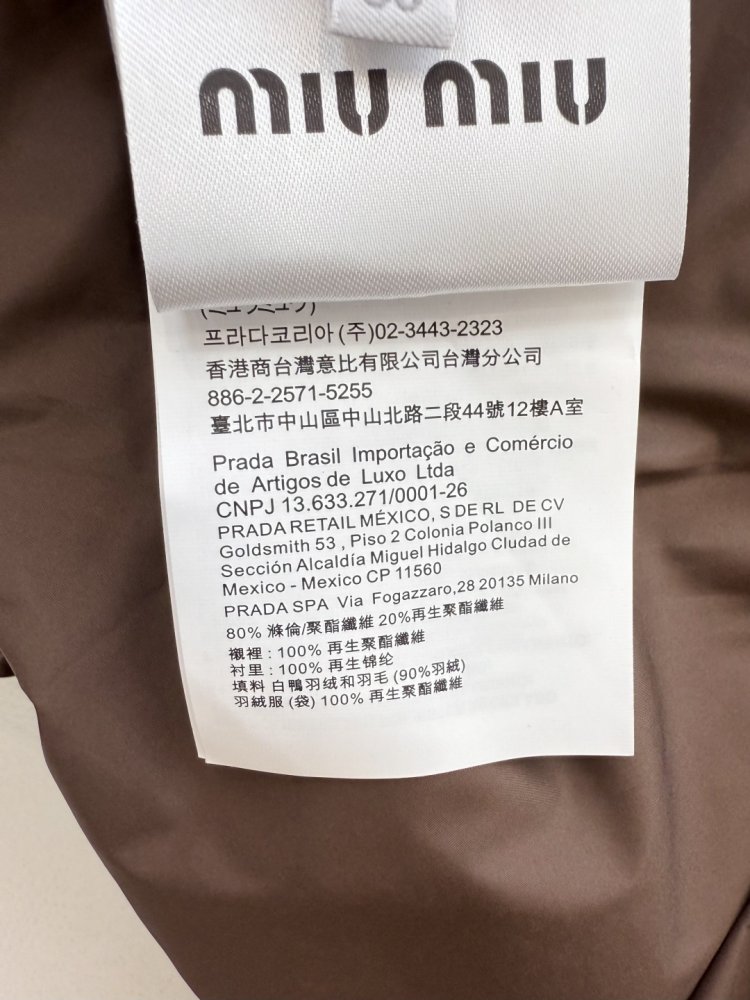 miu miu
(ミュウミュウ)
프라다코리아 (주)02-3443-2323
香港商台灣意比有限公司台灣分公司
886-2-2571-5255
臺北市中山區中山北路二段44號12樓A室
Prada Brasil Importação e Comércio
de Artigos de Luxo Ltda
CNPJ 13.633.271/0001-26
PRADA RETAIL MÉXICO, S DE RL DE CV
Goldsmith 53 , Piso 2 Colonia Polanco III
Sección Alcaldía Miguel Hidalgo CIudad de
Mexico - Mexico CP 11560
PRADA SPA Via Fogazzaro,28 20135 Milano
80% 滌倫/聚酯纖維 20%再生聚酯纖維
襯裡 : 100% 再生聚酯纖維
衬里 : 100% 再生锦纶
填料 白鴨羽绒和羽毛 (90%羽絨)
羽絨服 (袋) 100% 再生聚酯纖維